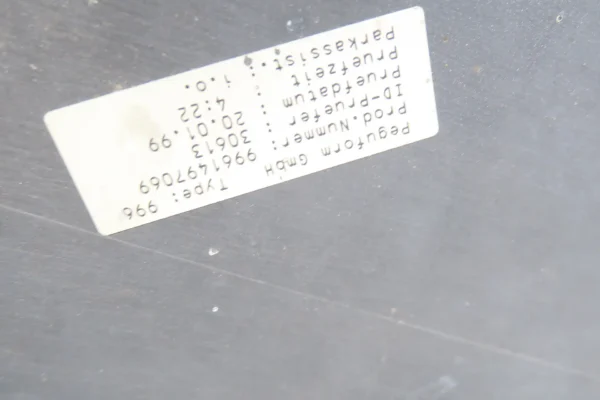 Peguform GmbH Type: 996
Prod.Nummer: 9961497069
ID-Pruefer : 30613
Pruefdatum : 20.01.99
Pruefzeit : 4:22
Parkassist.: i.O.